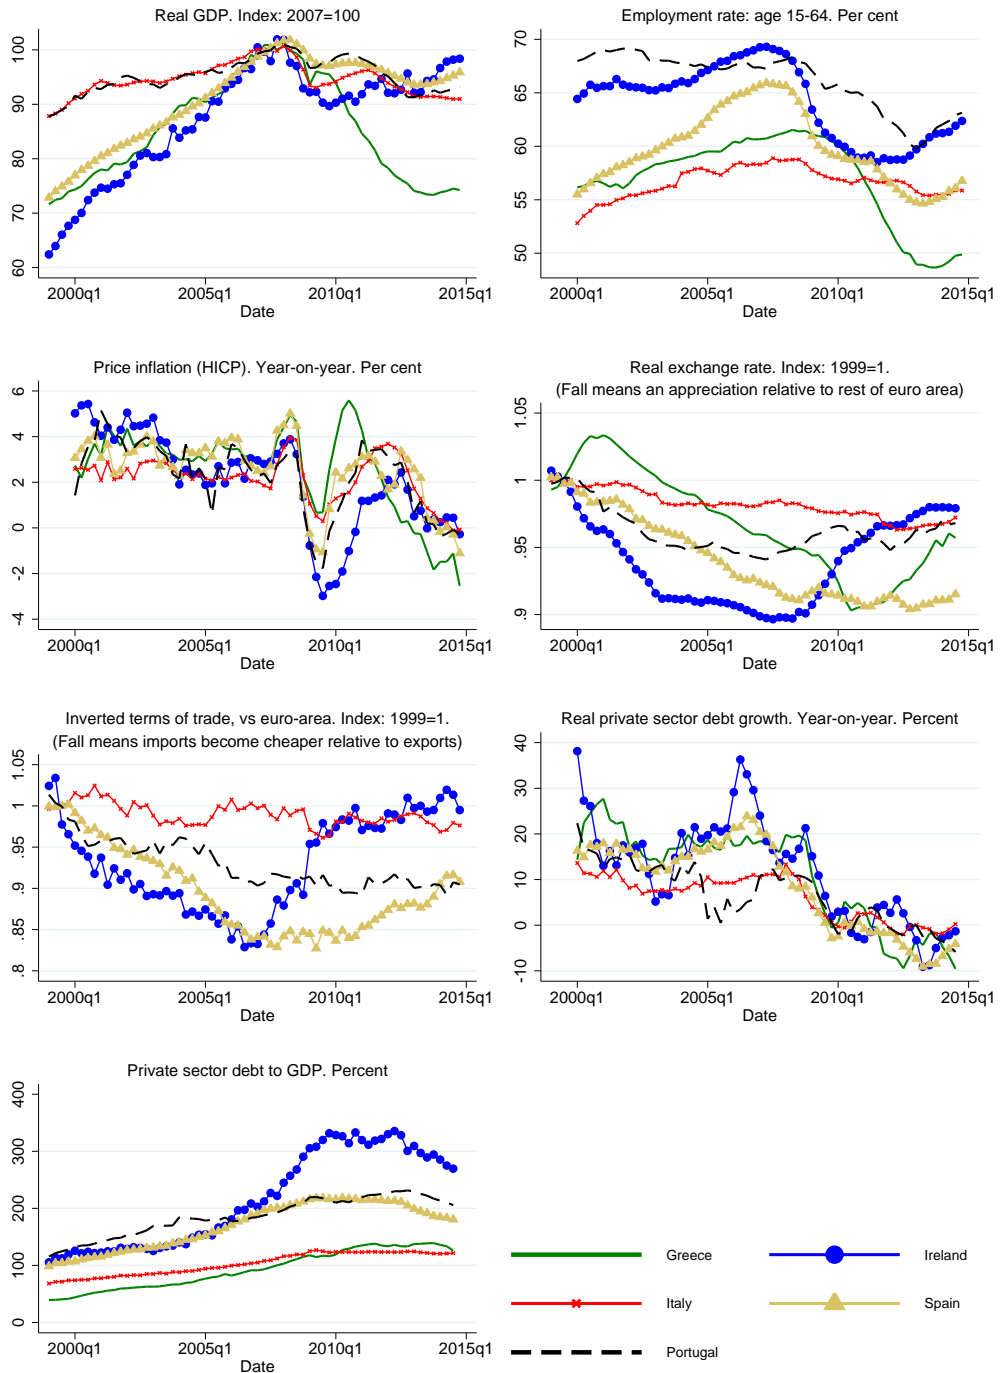 Real GDP. Index: 2007=100
100
90
80
70
60
2000q1 2005q1 2010q1 2015q1
Date
Employment rate: age 15-64. Per cent
70
65
60
55
50
2000q1 2005q1 2010q1 2015q1
Date
Price inflation (HICP). Year-on-year. Per cent
6
4
2
0
-2
-4
2000q1 2005q1 2010q1 2015q1
Date
Real exchange rate. Index: 1999=1.
(Fall means an appreciation relative to rest of euro area)
1.05
1
.95
.9
2000q1 2005q1 2010q1 2015q1
Date
Inverted terms of trade, vs euro-area. Index: 1999=1.
(Fall means imports become cheaper relative to exports)
1.05
1
.95
.9
.85
.8
2000q1 2005q1 2010q1 2015q1
Date
Real private sector debt growth. Year-on-year. Percent
40
30
20
10
0
-10
2000q1 2005q1 2010q1 2015q1
Date
Private sector debt to GDP. Percent
400
300
200
100
0
2000q1 2005q1 2010q1 2015q1
Date
Greece Ireland
Italy Spain
Portugal